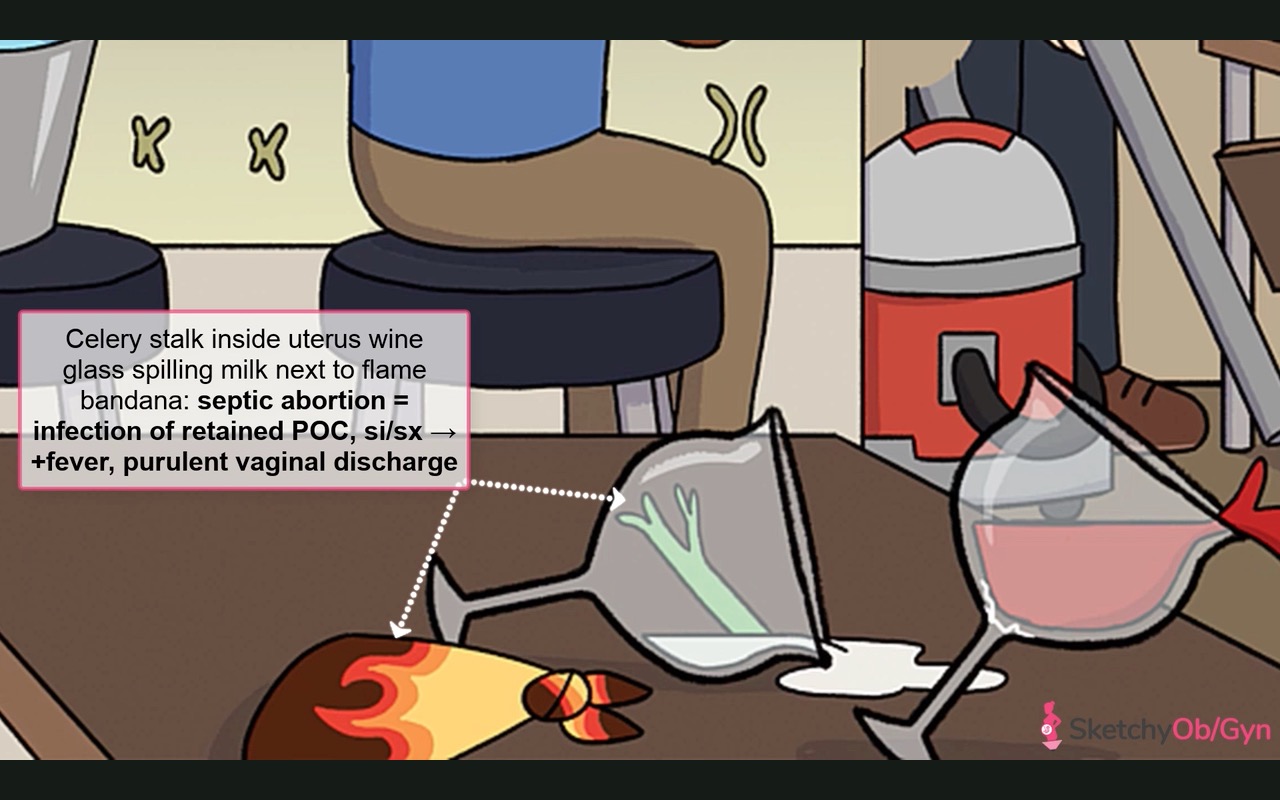 Celery stalk inside uterus wine
glass spilling milk next to flame
bandana: septic abortion =
infection of retained POC, si/sx →
+fever, purulent vaginal discharge
SketchyOb/Gyn